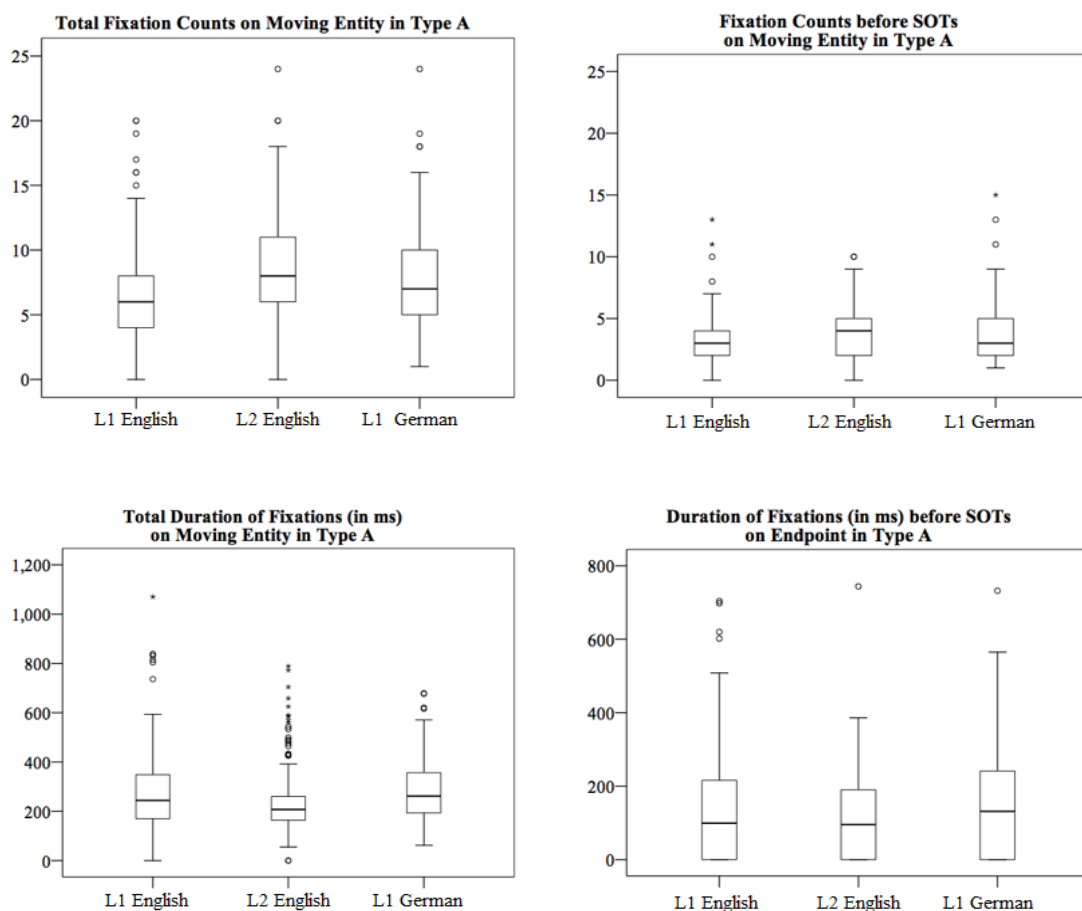 Total Fixation Counts on Moving Entity in Type A
25
20
15
10
5
0
L1 English L2 English L1 German
Fixation Counts before SOTs
on Moving Entity in Type A
25
20
15
10
5
0
L1 English L2 English L1 German
Total Duration of Fixations (in ms)
on Moving Entity in Type A
1,200
1,000
800
600
400
200
0
L1 English L2 English L1 German
Duration of Fixations (in ms) before SOTs
on Endpoint in Type A
800
600
400
200
0
L1 English L2 English L1 German